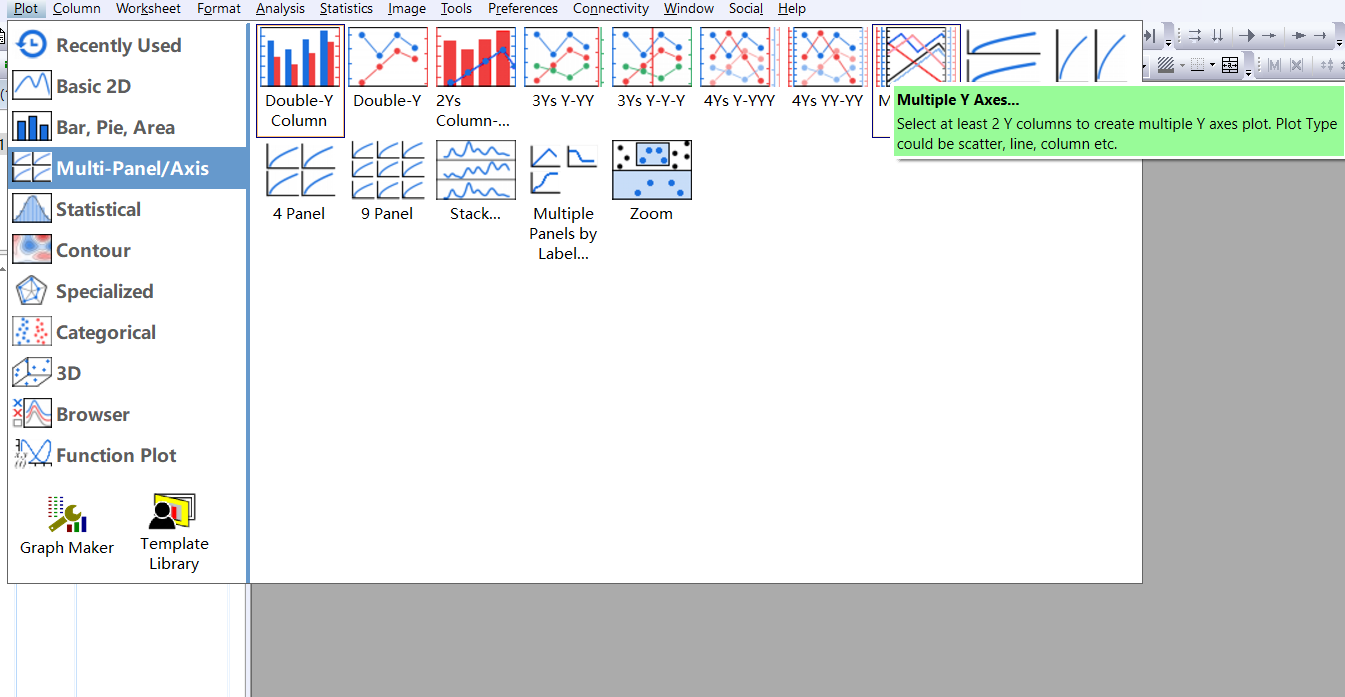 Plot Column Worksheet Format Analysis Statistics Image Tools Preferences Connectivity Window Social Help
Recently Used
Basic 2D
Bar, Pie, Area
Multi-Panel/Axis
Statistical
Contour
Specialized
Categorical
3D
Browser
Function Plot
Graph Maker
Template
Library
Double-Y
Column
Double-Y
2Ys
Column-...
3Ys Y-YY
3Ys Y-Y-Y
4Ys Y-YYY
4Ys YY-YY
M
Multiple Y Axes...
Select at least 2 Y columns to create multiple Y axes plot. Plot Type
could be scatter, line, column etc.
4 Panel
9 Panel
Stack...
Multiple
Panels by
Label...
Zoom